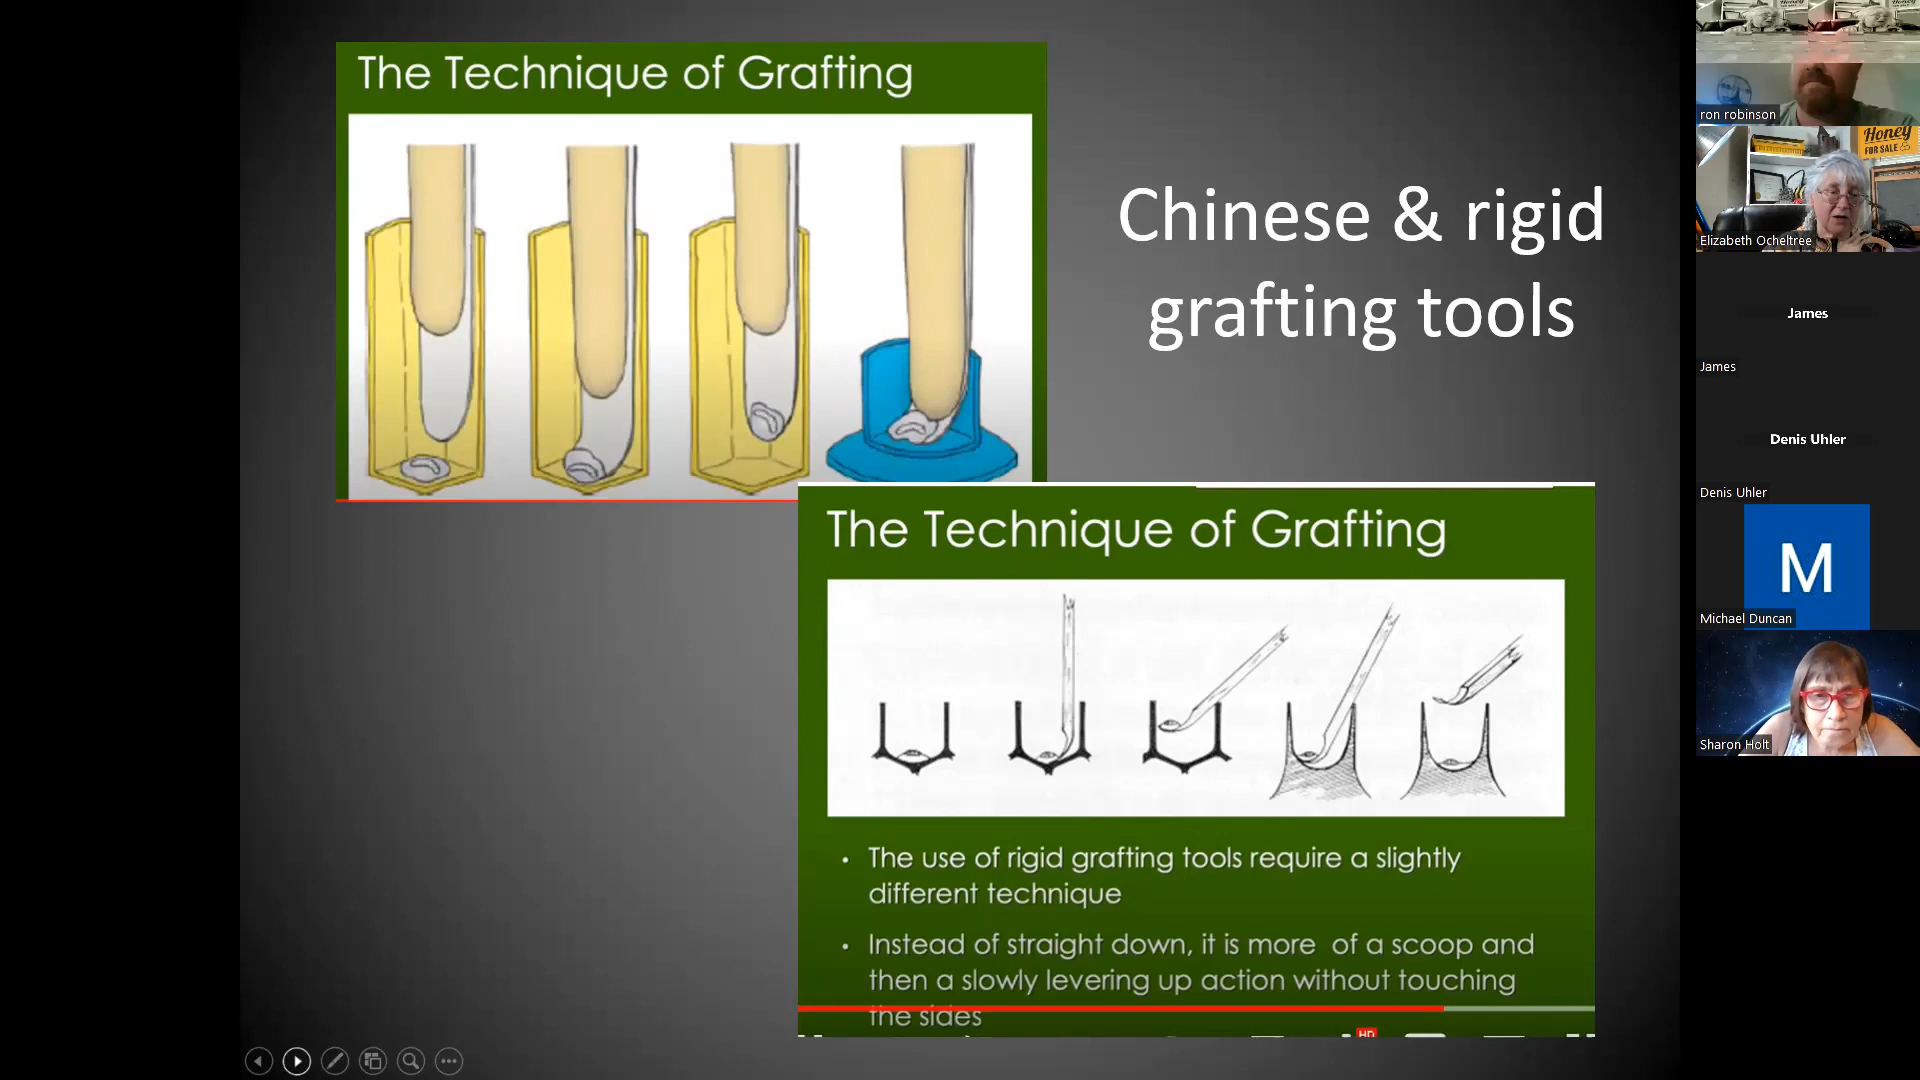 The Technique of Grafting
Chinese & rigid
grafting tools
The Technique of Grafting
• The use of rigid grafting tools require a slightly
different technique
• Instead of straight down, it is more of a scoop and
then a slowly levering up action without touching
the sides
HD
ron robinson
Honey
FOR SALE
Elizabeth Ocheltree
James
James
Denis Uhler
Denis Uhler
M
Michael Duncan
Sharon Holt